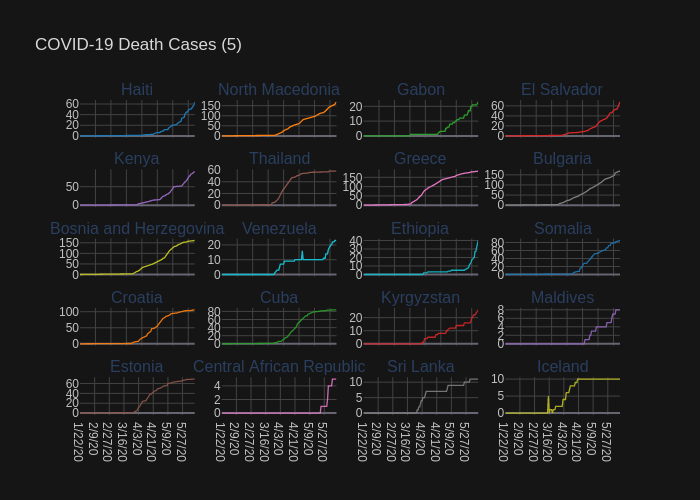 COVID-19 Death Cases (5)
Haiti North Macedonia Gabon El Salvador
60 40 20 0
150 100 50 0
20 10 0
60 40 20 0
Kenya Thailand Greece Bulgaria
50 0
60 40 20 0
150 100 50 0
150 100 50 0
Bosnia and Herzegovina Venezuela Ethiopia Somalia
150 100 50 0
20 10 0
40 30 20 10 0
80 60 40 20 0
Croatia Cuba Kyrgyzstan Maldives
100 50 0
80 60 40 20 0
20 10 0
8 6 4 2 0
Estonia Central African Republic Sri Lanka Iceland
60 40 20 0
4 2 0
10 5 0
10 5 0
1/22/20 2/9/20 2/27/20 3/16/20 4/3/20 4/21/20 5/9/20 5/27/20
1/22/20 2/9/20 2/27/20 3/16/20 4/3/20 4/21/20 5/9/20 5/27/20
1/22/20 2/9/20 2/27/20 3/16/20 4/3/20 4/21/20 5/9/20 5/27/20
1/22/20 2/9/20 2/27/20 3/16/20 4/3/20 4/21/20 5/9/20 5/27/20